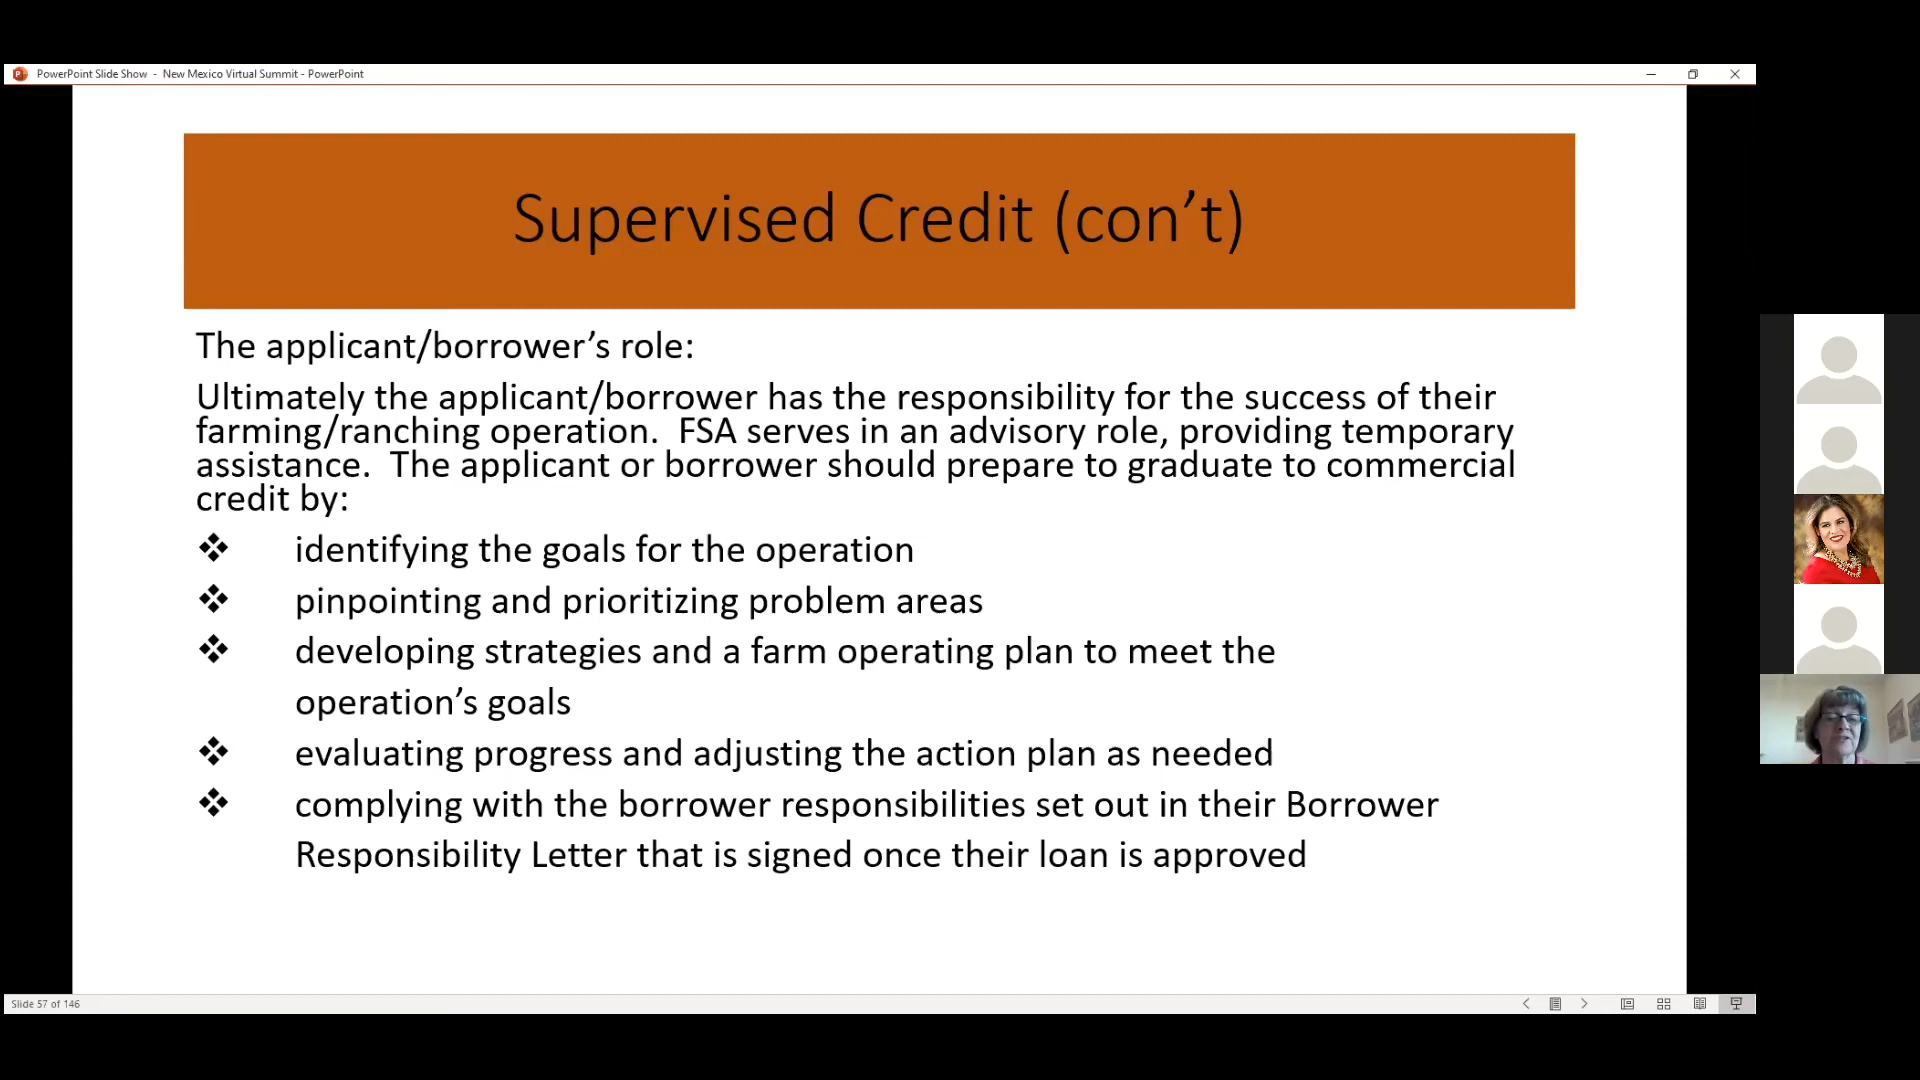 PowerPoint Slide Show - New Mexico Virtual Summit - PowerPoint
Supervised Credit (con’t)
The applicant/borrower’s role:
Ultimately the applicant/borrower has the responsibility for the success of their
farming/ranching operation.  FSA serves in an advisory role, providing temporary
assistance.  The applicant or borrower should prepare to graduate to commercial
credit by:
❖ identifying the goals for the operation
❖ pinpointing and prioritizing problem areas
❖ developing strategies and a farm operating plan to meet the
operation’s goals
❖ evaluating progress and adjusting the action plan as needed
❖ complying with the borrower responsibilities set out in their Borrower
Responsibility Letter that is signed once their loan is approved
Slide 57 of 146